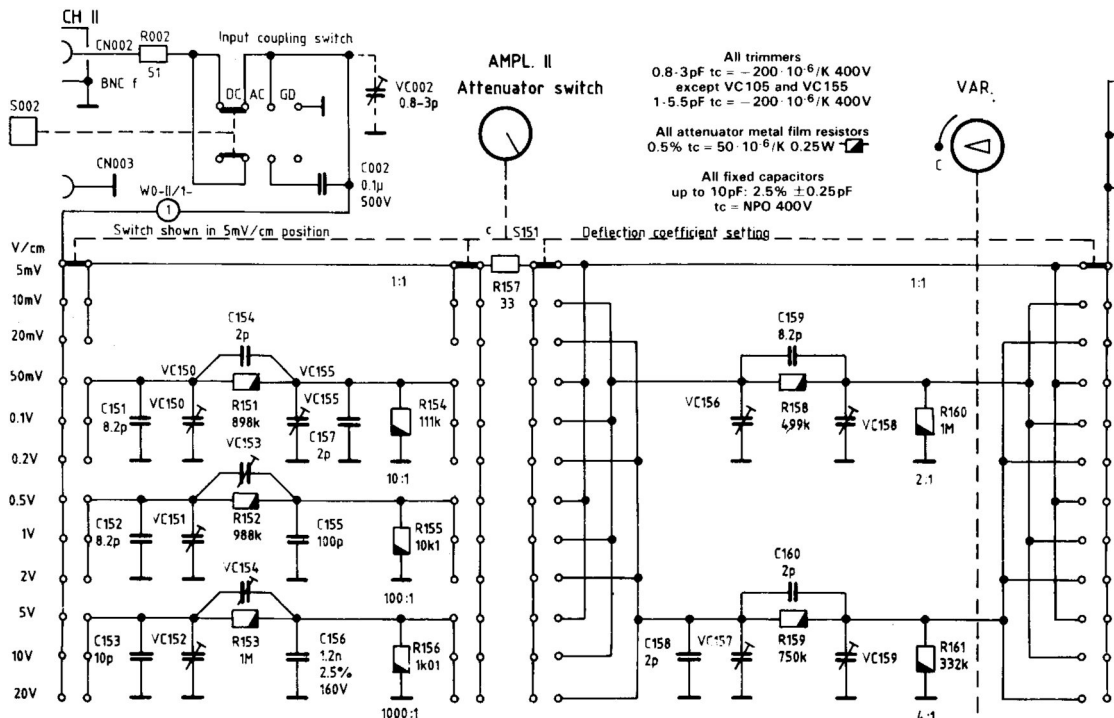 CH II
CN002
R002
51
Input coupling switch
BNC f
S002
DC AC GD
VC002
0.8-3p
CN003
C002
0.1µ
500V
W0-II/1-
1
AMPL. II
Attenuator switch
All trimmers
0.8-3pF tc = −200·10⁻⁶/K 400V
except VC105 and VC155
1-5.5pF tc = −200·10⁻⁶/K 400V
All attenuator metal film resistors
0.5% tc = 50·10⁻⁶/K 0.25W
All fixed capacitors
up to 10pF: 2.5% ±0.25pF
tc = NPO 400V
VAR.
C
Switch shown in 5mV/cm position
c
S151
Deflection coefficient setting
V/cm
5mV
10mV
20mV
50mV
0.1V
0.2V
0.5V
1V
2V
5V
10V
20V
1:1
R157
33
1:1
C154
2p
VC150
VC155
C151
8.2p
VC150
R151
898k
VC155
C157
2p
R154
111k
VC153
10:1
C152
8.2p
VC151
R152
988k
C155
100p
R155
10k1
VC154
100:1
C153
10p
VC152
R153
1M
C156
1.2n
2.5%
160V
R156
1k01
1000:1
C159
8.2p
VC156
R158
499k
VC158
R160
1M
2:1
C160
2p
C158
2p
VC157
R159
750k
VC159
R161
332k
4:1